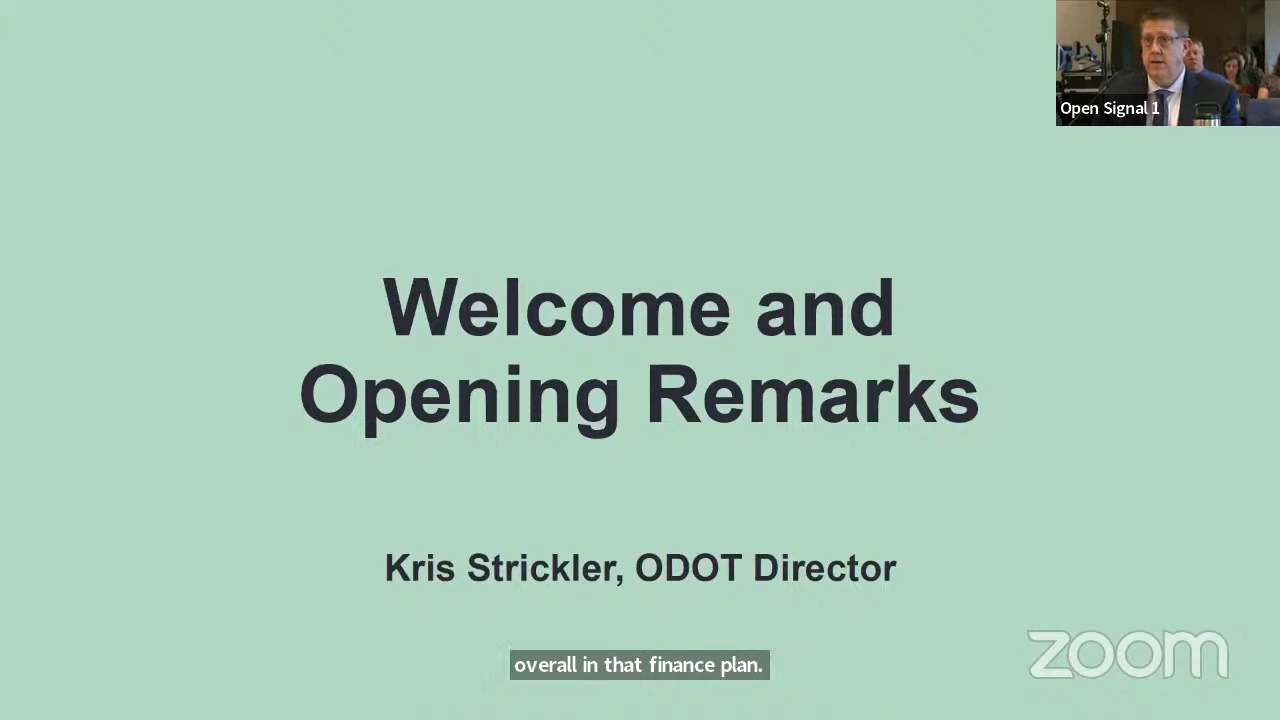 Open Signal 1
Welcome and
Opening Remarks
Kris Strickler, ODOT Director
overall in that finance plan.
zoom